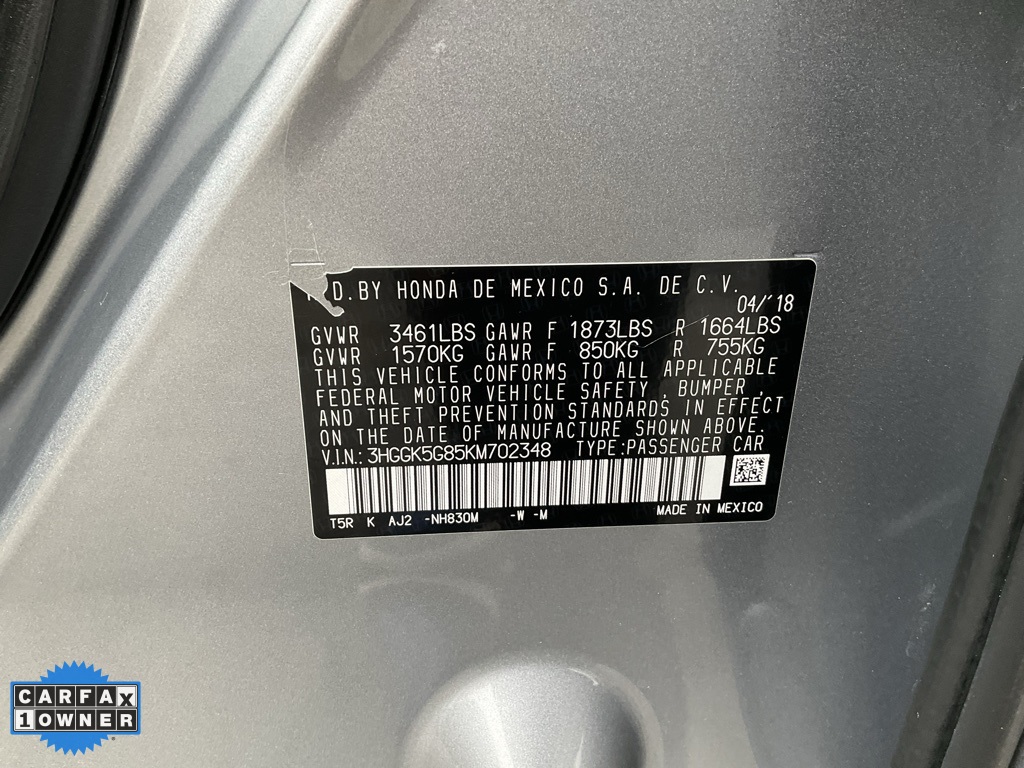 D.BY HONDA DE MEXICO S.A. DE C.V.
04/'18
GVWR 3461LBS GAWR F 1873LBS R 1664LBS
GVWR 1570KG GAWR F 850KG R 755KG
THIS VEHICLE CONFORMS TO ALL APPLICABLE
FEDERAL MOTOR VEHICLE SAFETY , BUMPER ,
AND THEFT PREVENTION STANDARDS IN EFFECT
ON THE DATE OF MANUFACTURE SHOWN ABOVE.
V.I.N.: 3HGGK5G85KM702348 TYPE:PASSENGER CAR
T5R K AJ2 -NH830M -W -M MADE IN MEXICO
CARFAX
1 OWNER